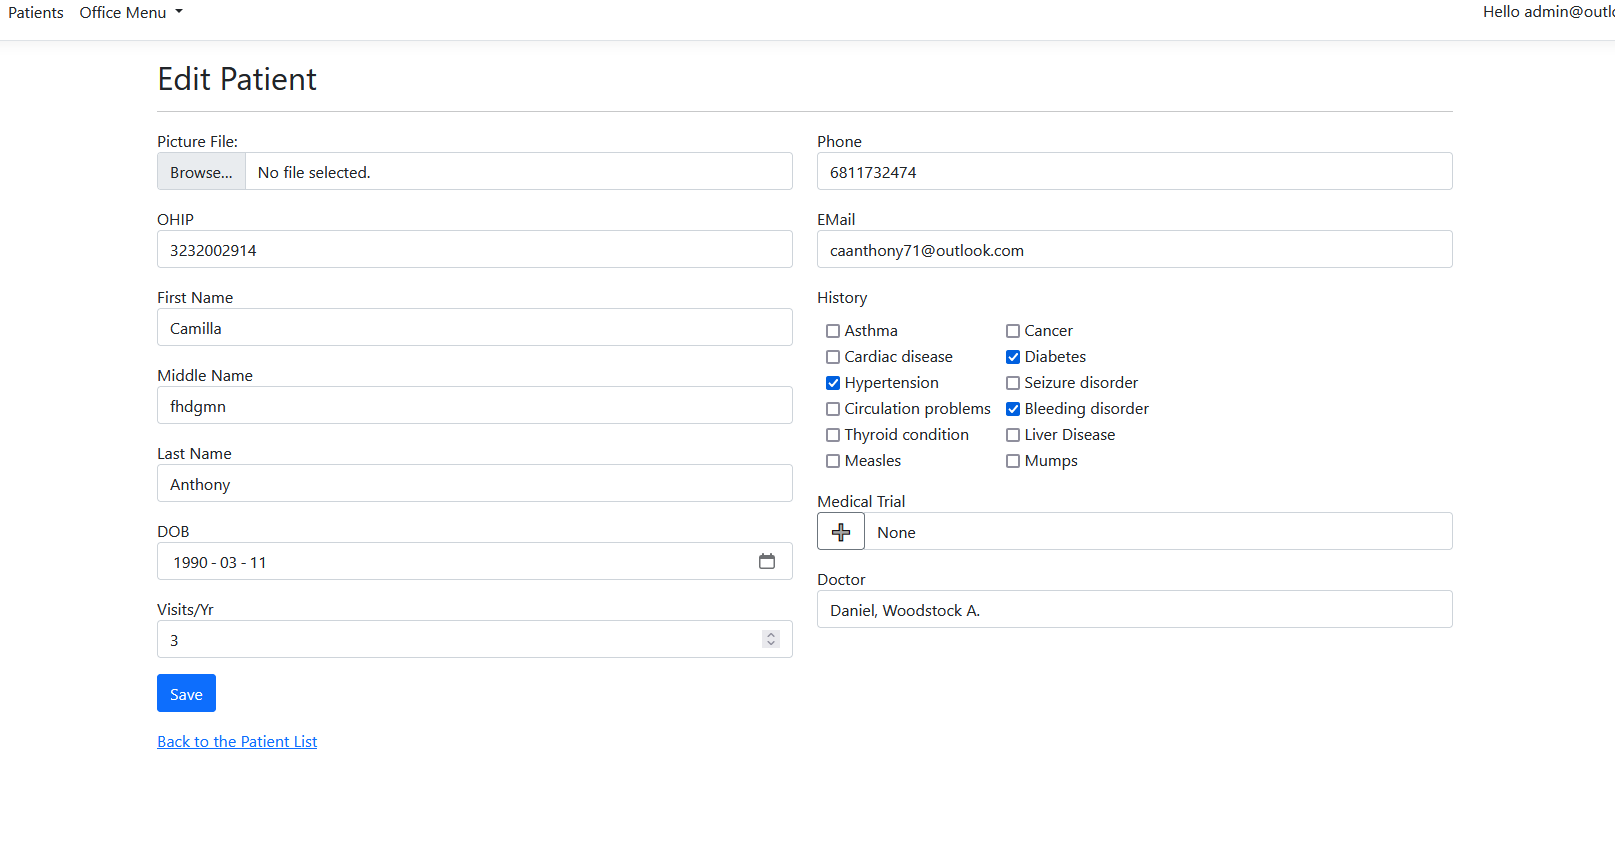 Patients Office Menu Hello admin@outlo
Edit Patient
Picture File:
Browse... No file selected.
OHIP
3232002914
First Name
Camilla
Middle Name
fhdgmn
Last Name
Anthony
DOB
1990 - 03 - 11
Visits/Yr
3
Save
Back to the Patient List
Phone
6811732474
EMail
caanthony71@outlook.com
History
Asthma Cancer
Cardiac disease Diabetes
Hypertension Seizure disorder
Circulation problems Bleeding disorder
Thyroid condition Liver Disease
Measles Mumps
Medical Trial
None
Doctor
Daniel, Woodstock A.